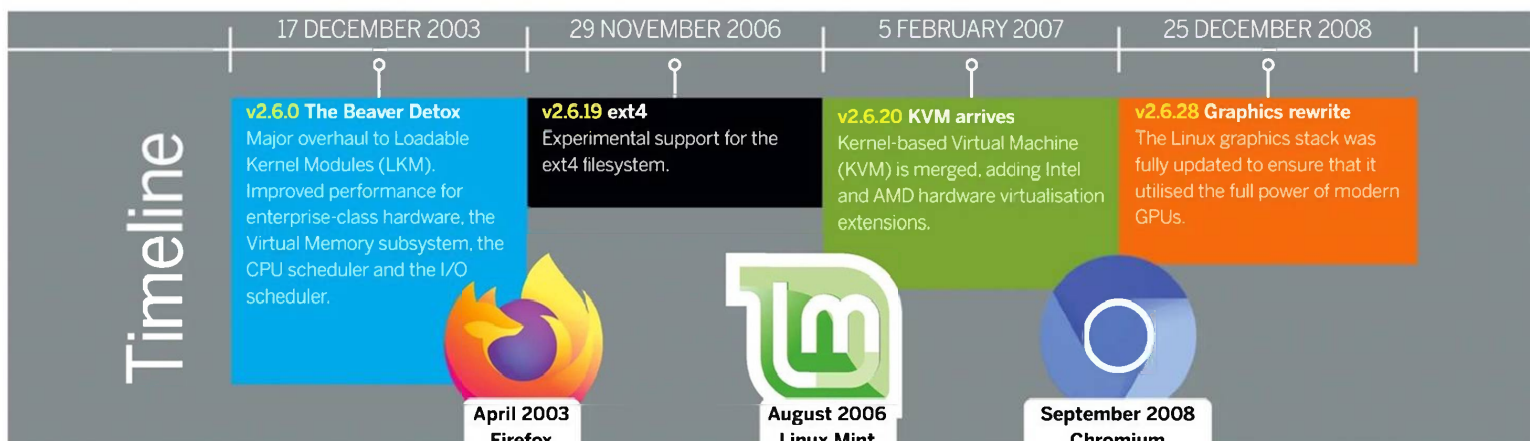 17 DECEMBER 2003
29 NOVEMBER 2006
5 FEBRUARY 2007
25 DECEMBER 2008
Timeline
v2.6.0 The Beaver Detox
Major overhaul to Loadable
Kernel Modules (LKM).
Improved performance for
enterprise-class hardware, the
Virtual Memory subsystem, the
CPU scheduler and the I/O
scheduler.
v2.6.19 ext4
Experimental support for the
ext4 filesystem.
v2.6.20 KVM arrives
Kernel-based Virtual Machine
(KVM) is merged, adding Intel
and AMD hardware virtualisation
extensions.
v2.6.28 Graphics rewrite
The Linux graphics stack was
fully updated to ensure that it
utilised the full power of modern
GPUs.
lm
April 2003
Firefox
August 2006
Linux Mint
September 2008
Chromium